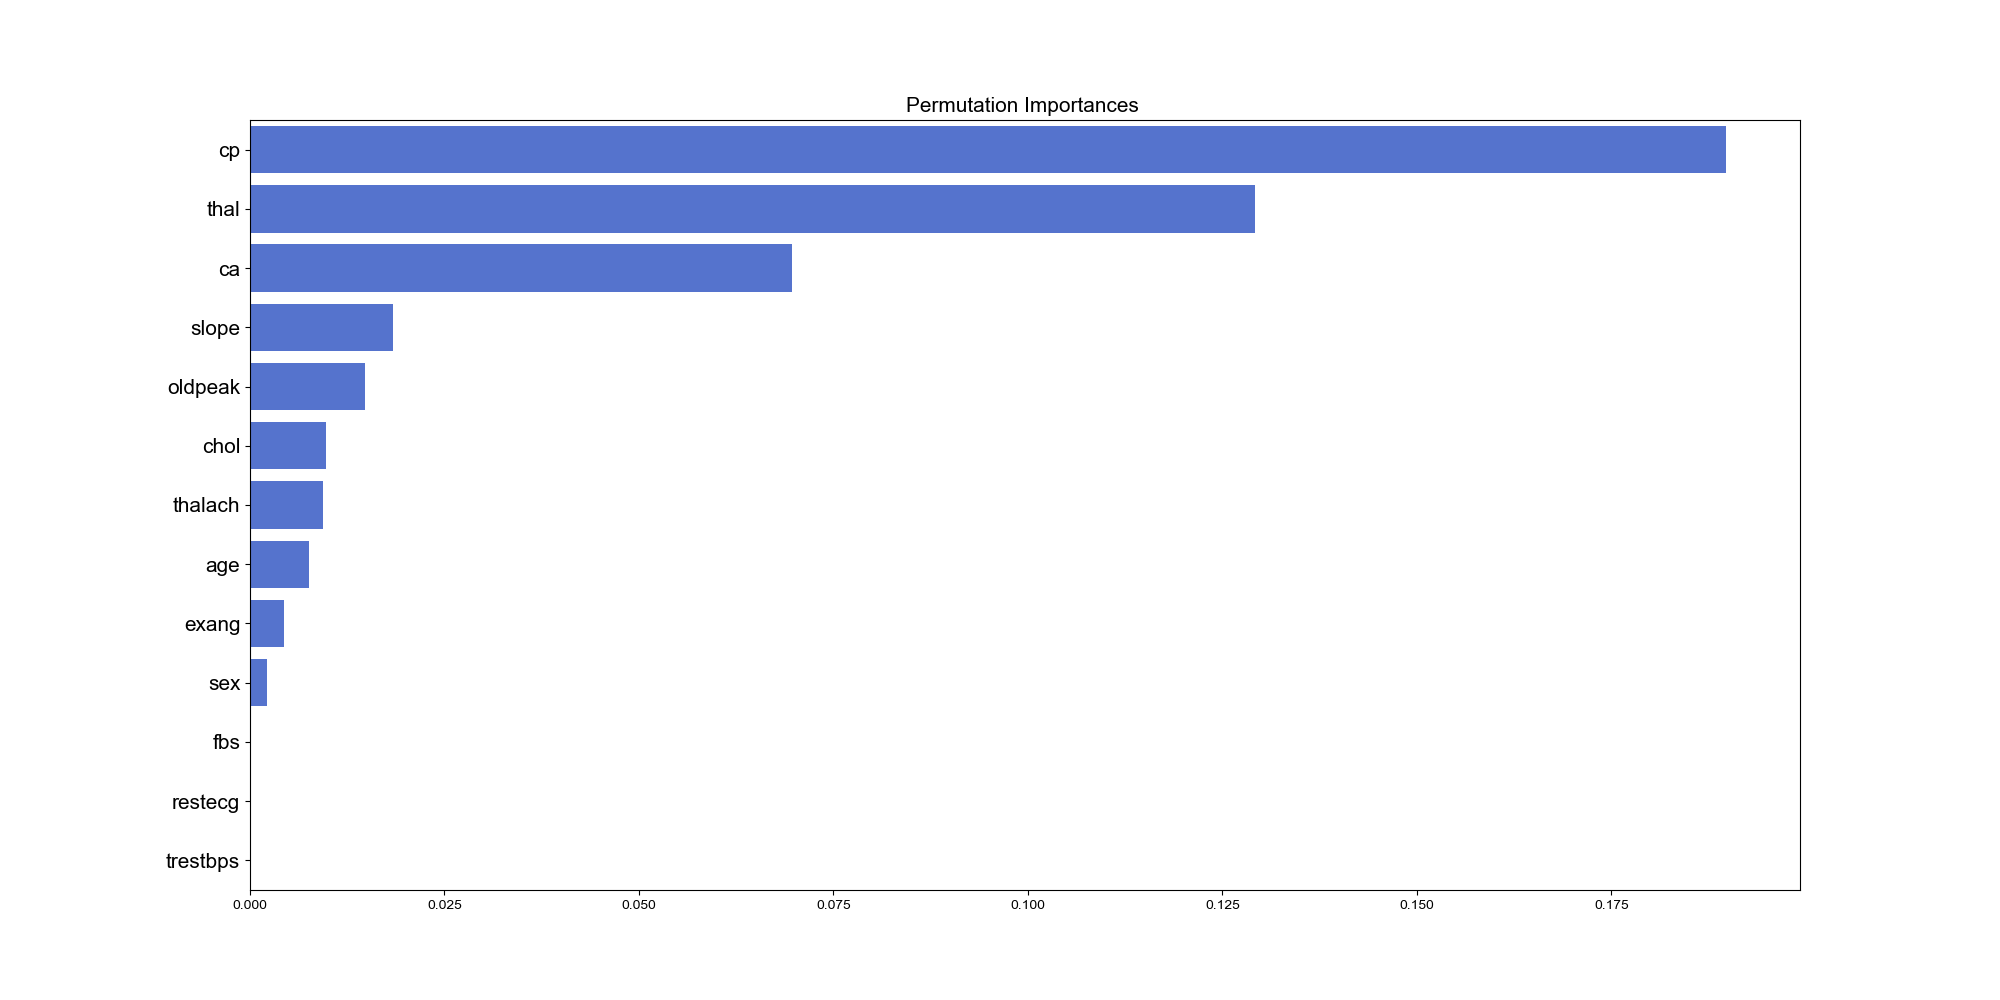 Permutation Importances
cp
thal
ca
slope
oldpeak
chol
thalach
age
exang
sex
fbs
restecg
trestbps
0.000 0.025 0.050 0.075 0.100 0.125 0.150 0.175